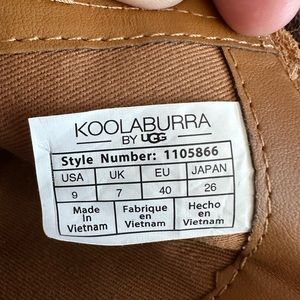 KOOLABURRA
BY UGG
Style Number: 1105866
USA UK EU JAPAN
9 7 40 26
Made in Vietnam Fabriqué en Vietnam Hecho en Vietnam